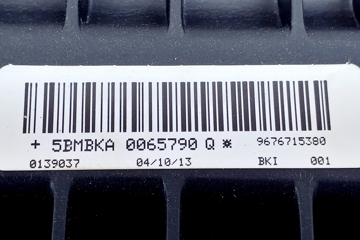 + 5BMBKA 0065790 Q ※ 9676715380
0139037 04/10/13 BKI 001